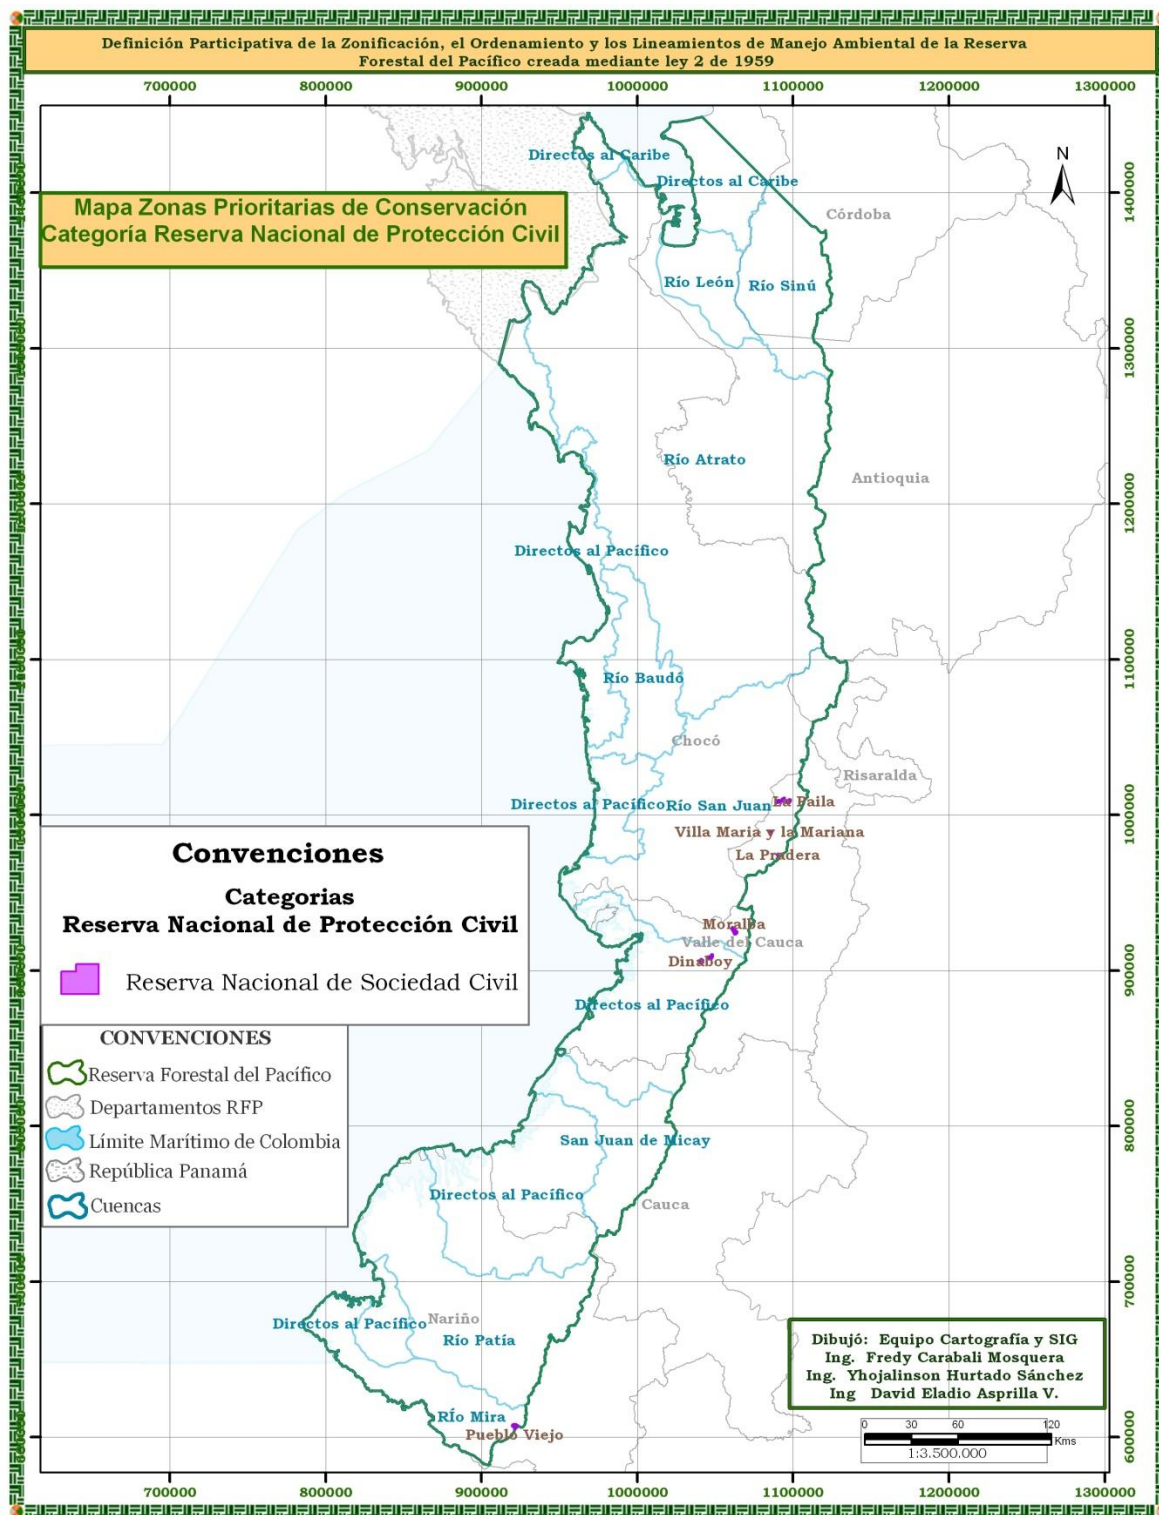 Definición Participativa de la Zonificación, el Ordenamiento y los Lineamientos de Manejo Ambiental de la Reserva
Forestal del Pacífico creada mediante ley 2 de 1959
700000 800000 900000 1000000 1100000 1200000 1300000
N
Directos al Caribe
Directos al Caribe
1400000
Mapa Zonas Prioritarias de Conservación
Categoría Reserva Nacional de Protección Civil
Córdoba
Río León
Río Sinú
1300000
Río Atrato
Antioquia
1200000
Directos al Pacífico
1100000
Río Baudó
Chocó
Risaralda
Directos al Pacífico
Río San Juan
La Paila
1000000
Villa Maria y la Mariana
La Pradera
Convenciones
Categorias
Reserva Nacional de Protección Civil
Reserva Nacional de Sociedad Civil
Moralba
Valle del Cauca
Dinaboy
900000
Directos al Pacífico
CONVENCIONES
Reserva Forestal del Pacífico
Departamentos RFP
Límite Marítimo de Colombia
República Panamá
Cuencas
800000
San Juan de Micay
Directos al Pacífico
Cauca
700000
Directos al Pacífico
Nariño
Río Patía
Dibujó: Equipo Cartografía y SIG
Ing. Fredy Carabali Mosquera
Ing. Yhojalinson Hurtado Sánchez
Ing David Eladio Asprilla V.
RÍo Mira
Pueblo Viejo
600000
0 30 60 120
Kms
1:3.500.000
700000 800000 900000 1000000 1100000 1200000 1300000